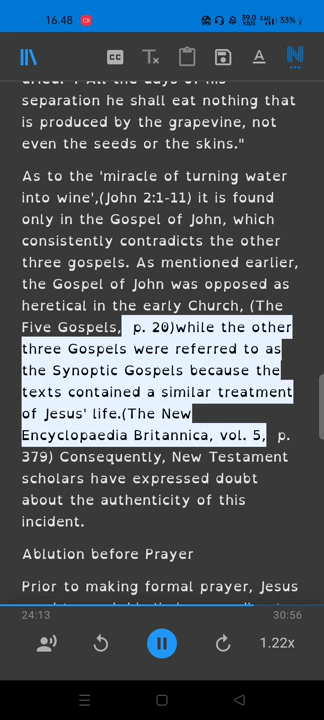 16.48
39.0 KB/s
33%
CC
T×
A
N
separation he shall eat nothing that
is produced by the grapevine, not
even the seeds or the skins."
As to the 'miracle of turning water
into wine',(John 2:1-11) it is found
only in the Gospel of John, which
consistently contradicts the other
three gospels. As mentioned earlier,
the Gospel of John was opposed as
heretical in the early Church, (The
Five Gospels, p. 20)while the other
three Gospels were referred to as
the Synoptic Gospels because the
texts contained a similar treatment
of Jesus' life.(The New
Encyclopaedia Britannica, vol. 5, p.
379) Consequently, New Testament
scholars have expressed doubt
about the authenticity of this
incident.
Ablution before Prayer
Prior to making formal prayer, Jesus
24:13
30:56
1.22x